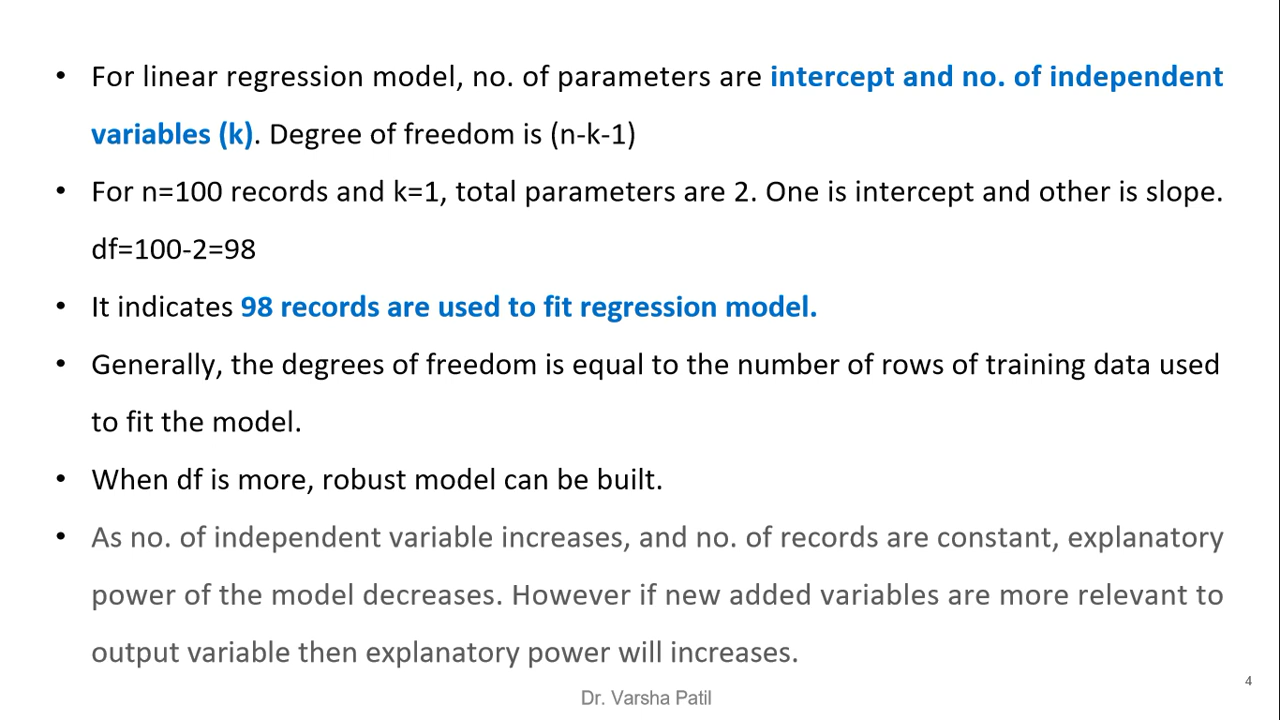 • For linear regression model, no. of parameters are intercept and no. of independent
variables (k). Degree of freedom is (n-k-1)
• For n=100 records and k=1, total parameters are 2. One is intercept and other is slope.
df=100-2=98
• It indicates 98 records are used to fit regression model.
• Generally, the degrees of freedom is equal to the number of rows of training data used
to fit the model.
• When df is more, robust model can be built.
• As no. of independent variable increases, and no. of records are constant, explanatory
power of the model decreases. However if new added variables are more relevant to
output variable then explanatory power will increases.
4
Dr. Varsha Patil